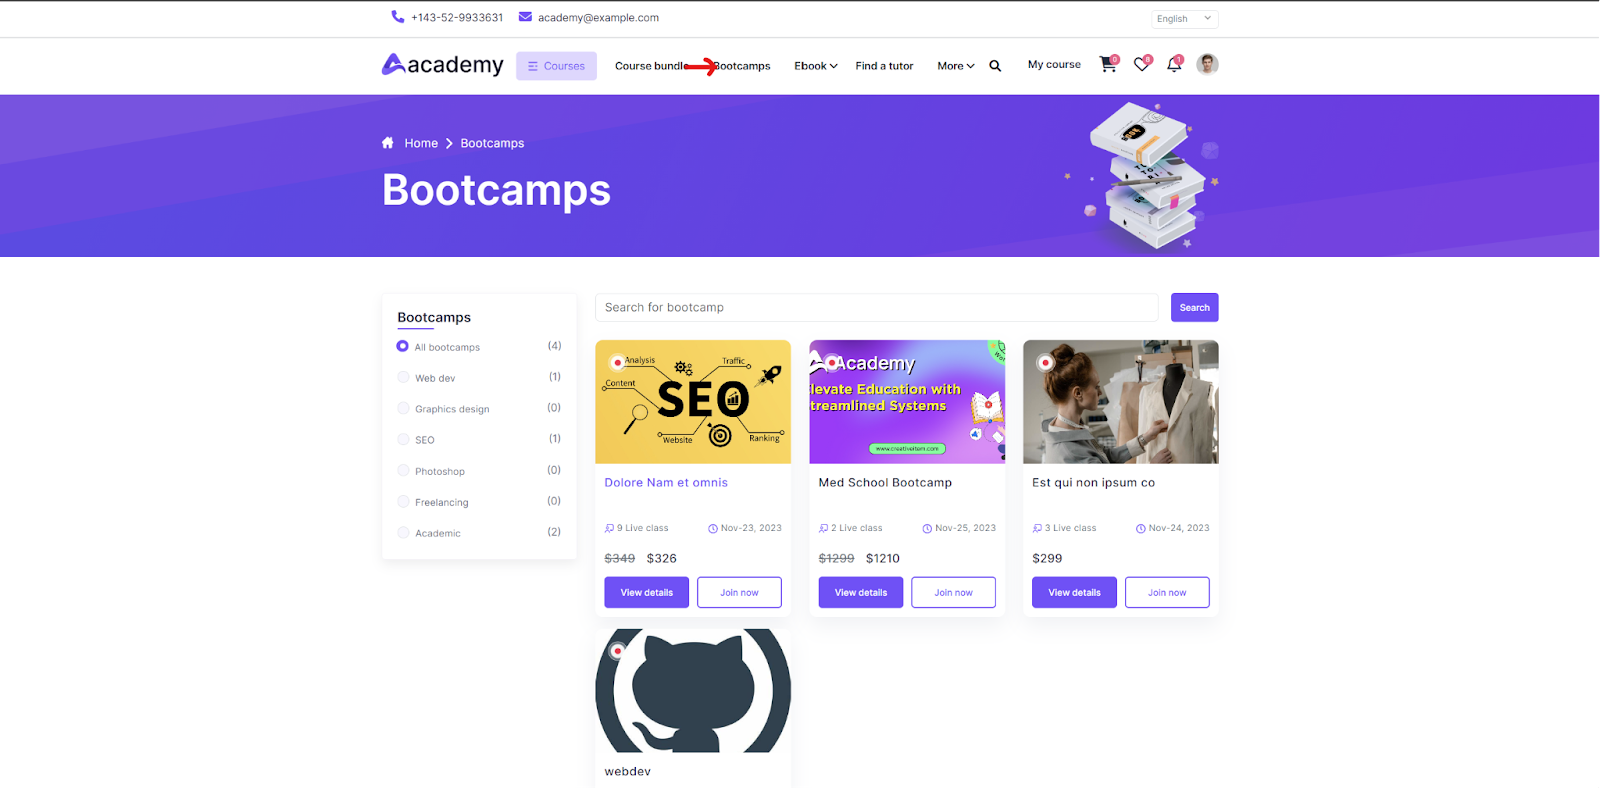 +143-52-9933631 academy@example.com English
academy Courses Course bundle Bootcamps Ebook Find a tutor More My course 0 1
Home Bootcamps
Bootcamps
Bootcamps
All bootcamps (4)
Web dev (1)
Graphics design (0)
SEO (1)
Photoshop (0)
Freelancing (0)
Academic (2)
Search for bootcamp Search
Analysis Traffic
Content
SEO
Website Ranking
Dolore Nam et omnis
9 Live class Nov-23, 2023
$349 $326
View details Join now
Academy
levate Education with
treamlined Systems
www.creativeitem.com
Med School Bootcamp
2 Live class Nov-25, 2023
$1299 $1210
View details Join now
Est qui non ipsum co
3 Live class Nov-24, 2023
$299
View details Join now
webdev